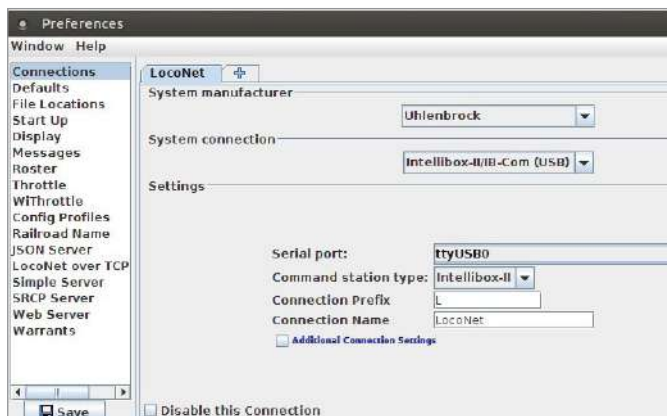 Preferences
Window Help
Connections
Defaults
File Locations
Start Up
Display
Messages
Roster
Throttle
WiThrottle
Config Profiles
Railroad Name
JSON Server
LocoNet over TCP
Simple Server
SRCP Server
Web Server
Warrants
Save
LocoNet
System manufacturer
Uhlenbrock
System connection
Intellibox-II/IB-Com (USB)
Settings
Serial port: ttyUSB0
Command station type: Intellibox-II
Connection Prefix L
Connection Name LocoNet
Additional Connection Settings
Disable this Connection